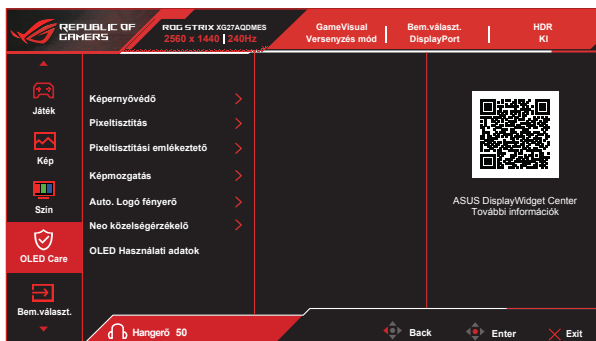 REPUBLIC OF
GAMERS
ROG STRIX XG27AQDMES
2560 x 1440 240Hz
GameVisual
Versenyzés mód
Bem.választ.
DisplayPort
HDR
KI
Játék
Kép
Szín
OLED Care
Bem.választ.
Képernyővédő
Pixeltisztítás
Pixeltisztítási emlékeztető
Képmozgatás
Auto. Logó fényerő
Neo közelségérzékelő
OLED Használati adatok
ASUS DisplayWidget Center
További információk
Hangerő 50
Back
Enter
Exit